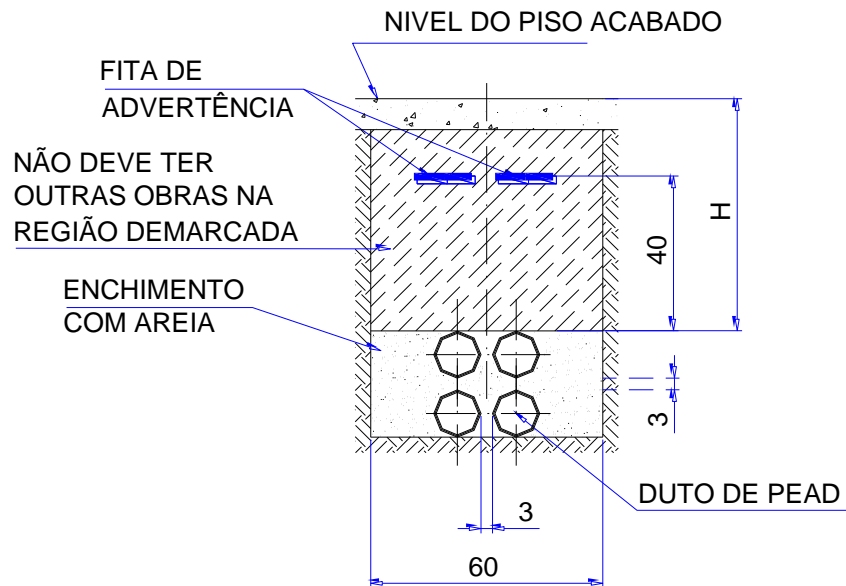 NIVEL DO PISO ACABADO
FITA DE
ADVERTÊNCIA
NÃO DEVE TER
OUTRAS OBRAS NA
REGIÃO DEMARCADA
H
40
ENCHIMENTO
COM AREIA
3
DUTO DE PEAD
3
60